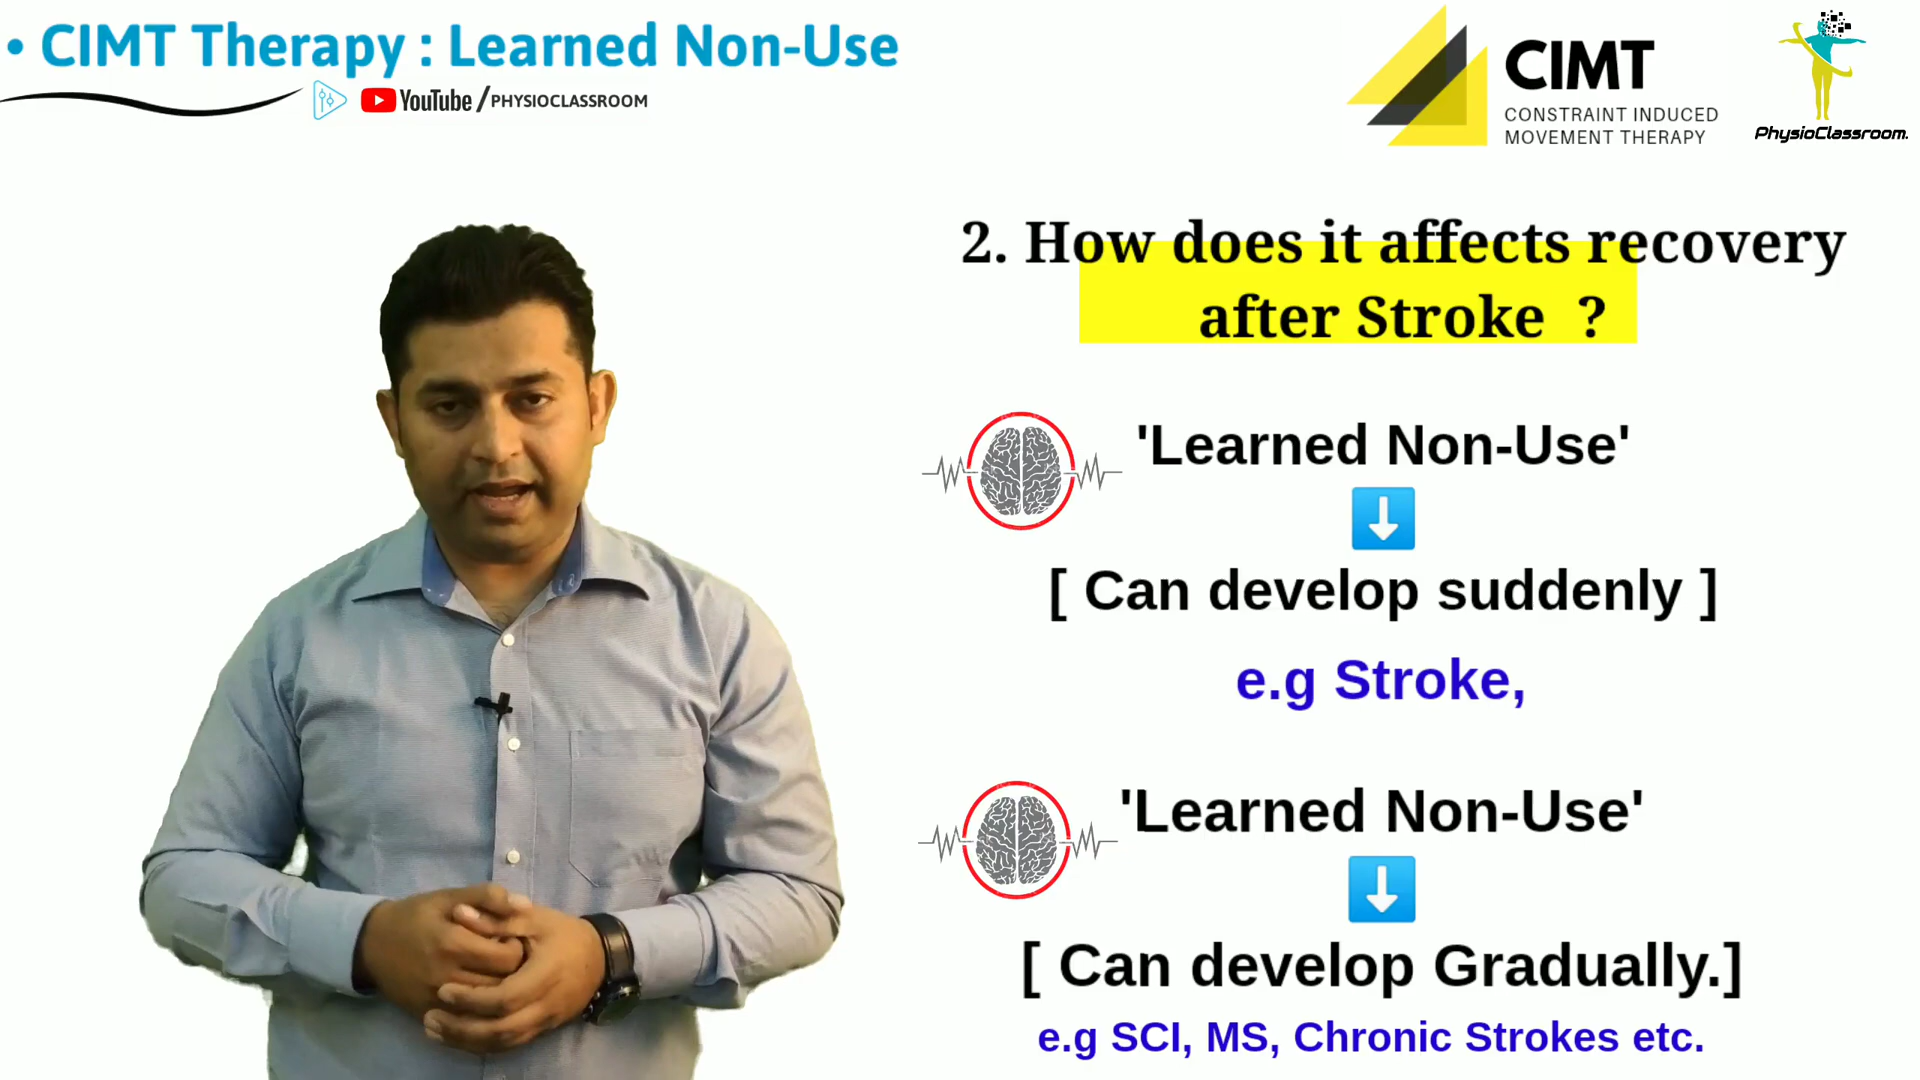 • CIMT Therapy : Learned Non-Use
YouTube /PHYSIOCLASSROOM
CIMT
CONSTRAINT INDUCED
MOVEMENT THERAPY
PhysioClassroom.
2. How does it affects recovery
after Stroke ?
'Learned Non-Use'
[ Can develop suddenly ]
e.g Stroke,
'Learned Non-Use'
[ Can develop Gradually.]
e.g SCI, MS, Chronic Strokes etc.